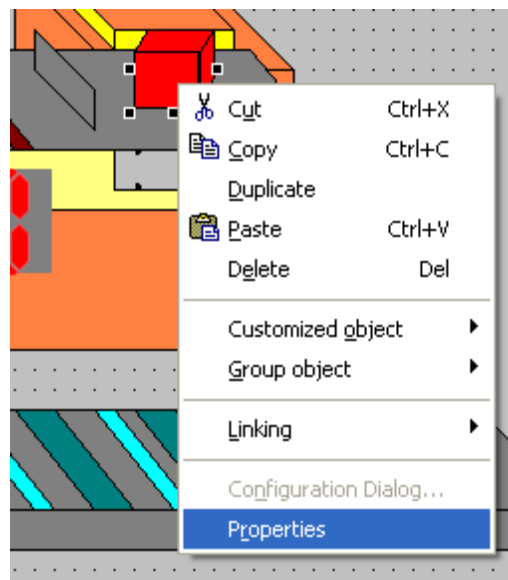 Cut Ctrl+X
Copy Ctrl+C
Duplicate
Paste Ctrl+V
Delete Del
Customized object
Group object
Linking
Configuration Dialog...
Properties